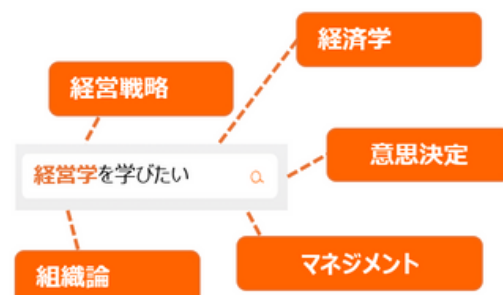 経済学
経営戦略
意思決定
経営学を学びたい
マネジメント
組織論